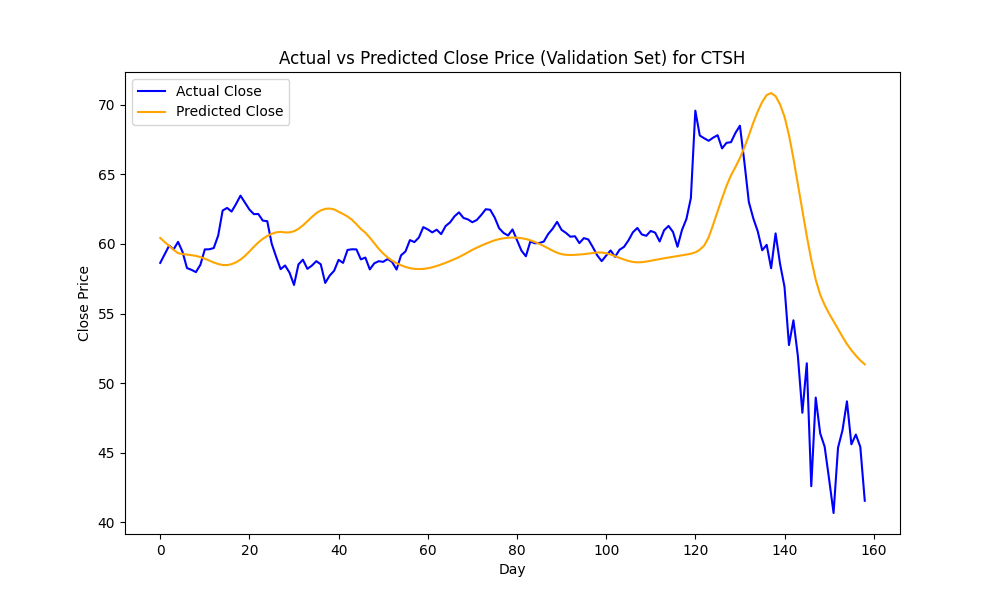 Actual vs Predicted Close Price (Validation Set) for CTSH
Actual Close
Predicted Close
70
65
60
55
50
45
40
Close Price
0 20 40 60 80 100 120 140 160
Day